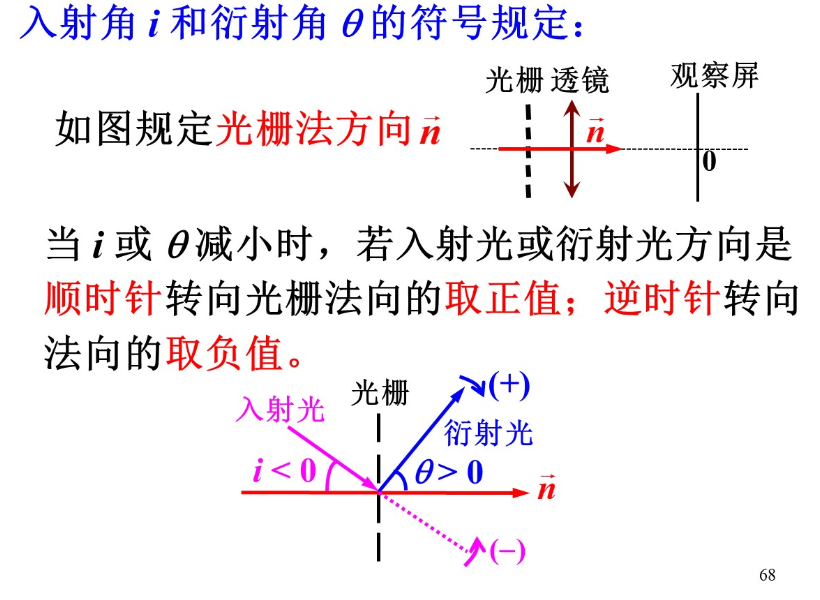 入射角 i 和衍射角 θ 的符号规定：
光栅 透镜 观察屏
如图规定光栅法方向 n⃗
n⃗
0
当 i 或 θ 减小时，若入射光或衍射光方向是
顺时针转向光栅法向的取正值；逆时针转向
法向的取负值。
光栅 (+)
入射光
衍射光
i < 0 θ > 0
n⃗
(−)
68